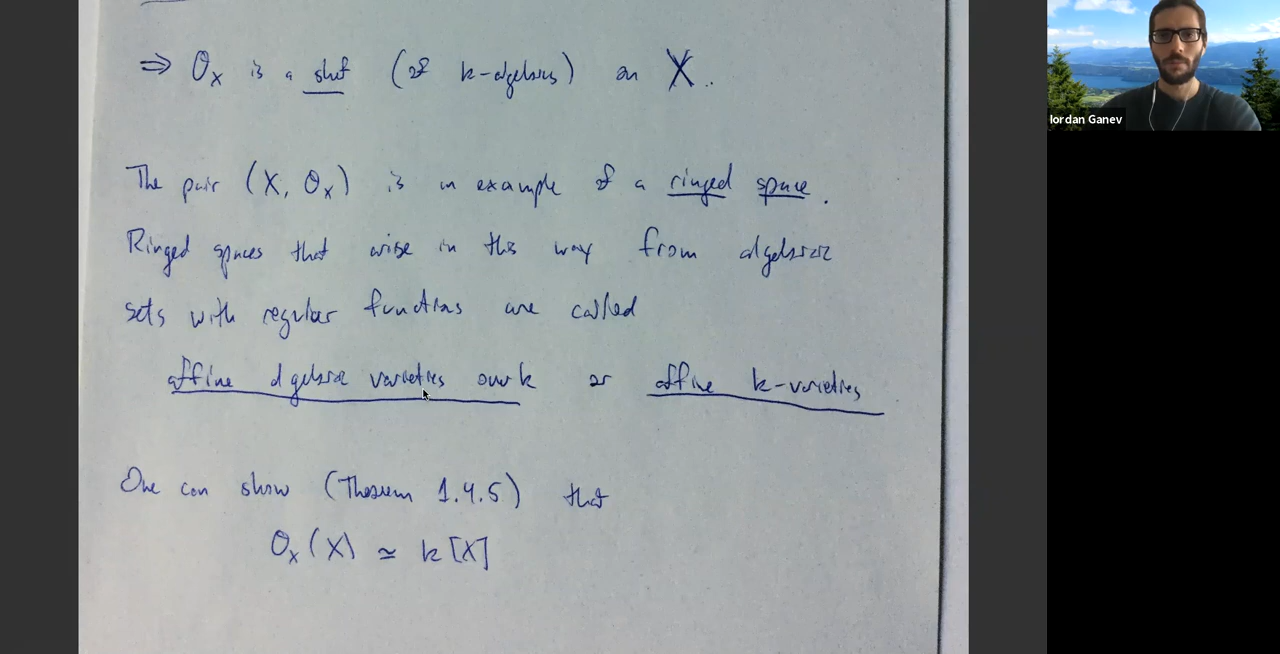 ⇒ O_X is a sheaf (of k-algebras) on X.
The pair (X, O_X) is an example of a ringed space.
Ringed spaces that arise in this way from algebraic
sets with regular functions are called
affine algebraic varieties over k or affine k-varieties
One can show (Theorem 1.4.5) that
O_X(X) ≃ k[X]
Iordan Ganev